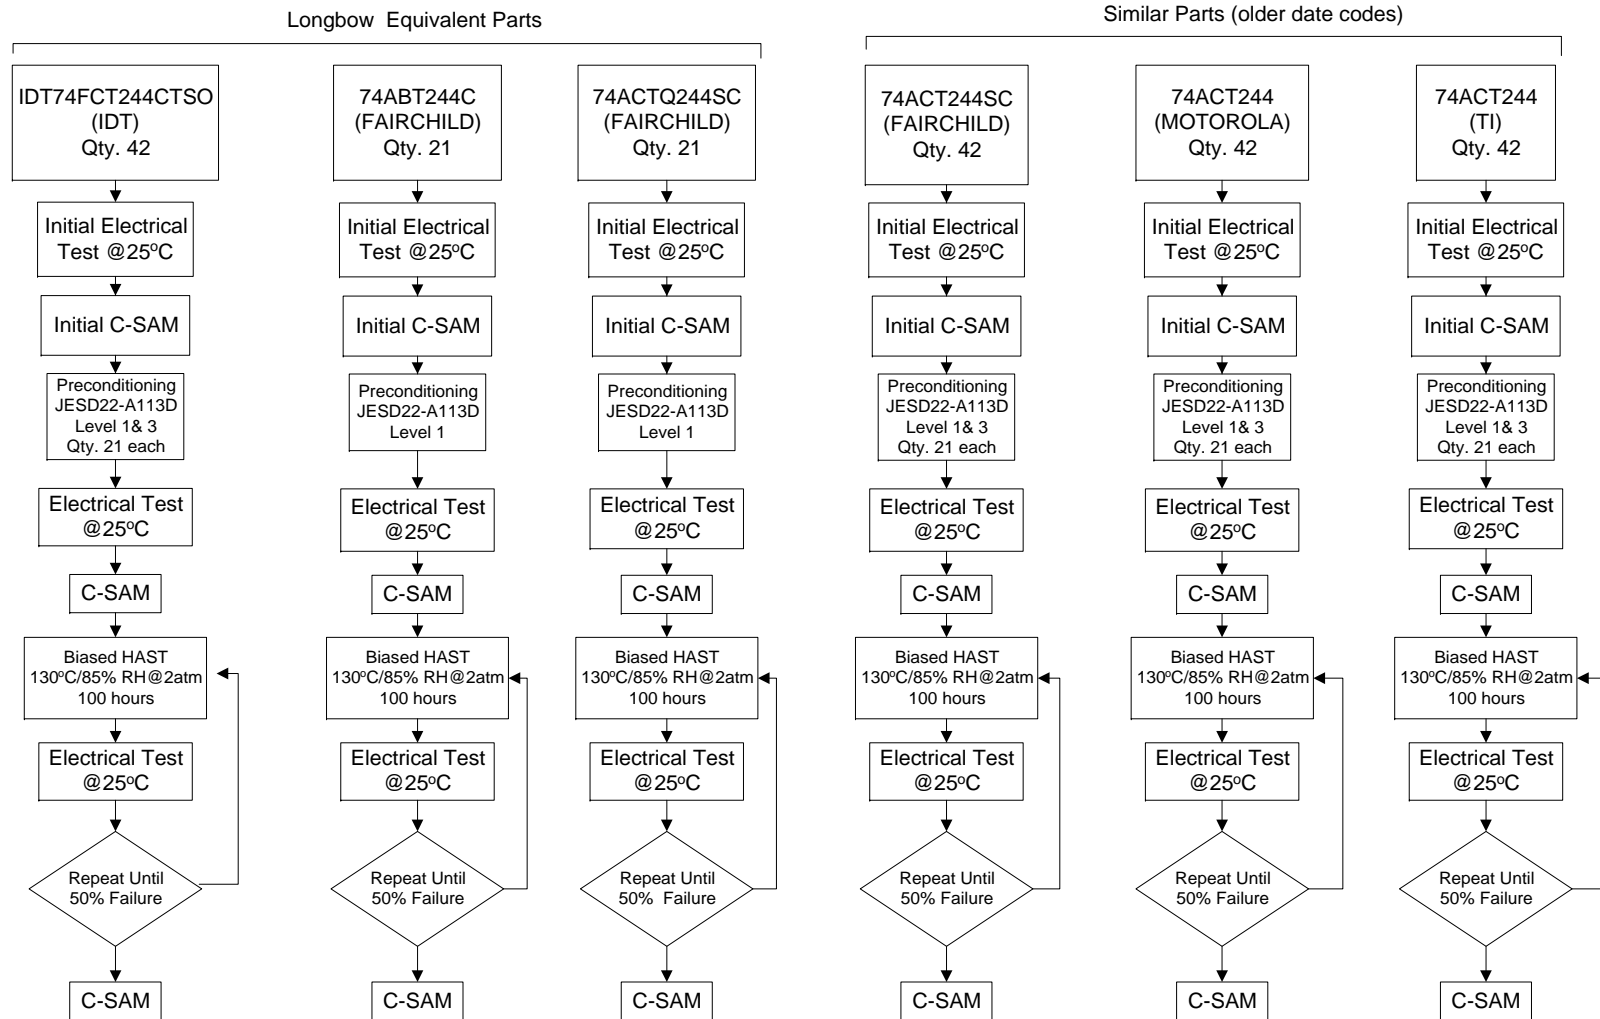 Longbow Equivalent Parts
IDT74FCT244CTSO
(IDT)
Qty. 42
Initial Electrical
Test @25ºC
Initial C-SAM
Preconditioning
JESD22-A113D
Level 1& 3
Qty. 21 each
Electrical Test
@25ºC
C-SAM
Biased HAST
130ºC/85% RH@2atm
100 hours
Electrical Test
@25ºC
Repeat Until
50% Failure
C-SAM
74ABT244C
(FAIRCHILD)
Qty. 21
Initial Electrical
Test @25ºC
Initial C-SAM
Preconditioning
JESD22-A113D
Level 1
Electrical Test
@25ºC
C-SAM
Biased HAST
130ºC/85% RH@2atm
100 hours
Electrical Test
@25ºC
Repeat Until
50% Failure
C-SAM
74ACTQ244SC
(FAIRCHILD)
Qty. 21
Initial Electrical
Test @25ºC
Initial C-SAM
Preconditioning
JESD22-A113D
Level 1
Electrical Test
@25ºC
C-SAM
Biased HAST
130ºC/85% RH@2atm
100 hours
Electrical Test
@25ºC
Repeat Until
50% Failure
C-SAM
Similar Parts (older date codes)
74ACT244SC
(FAIRCHILD)
Qty. 42
Initial Electrical
Test @25ºC
Initial C-SAM
Preconditioning
JESD22-A113D
Level 1& 3
Qty. 21 each
Electrical Test
@25ºC
C-SAM
Biased HAST
130ºC/85% RH@2atm
100 hours
Electrical Test
@25ºC
Repeat Until
50% Failure
C-SAM
74ACT244
(MOTOROLA)
Qty. 42
Initial Electrical
Test @25ºC
Initial C-SAM
Preconditioning
JESD22-A113D
Level 1& 3
Qty. 21 each
Electrical Test
@25ºC
C-SAM
Biased HAST
130ºC/85% RH@2atm
100 hours
Electrical Test
@25ºC
Repeat Until
50% Failure
C-SAM
74ACT244
(TI)
Qty. 42
Initial Electrical
Test @25ºC
Initial C-SAM
Preconditioning
JESD22-A113D
Level 1& 3
Qty. 21 each
Electrical Test
@25ºC
C-SAM
Biased HAST
130ºC/85% RH@2atm
100 hours
Electrical Test
@25ºC
Repeat Until
50% Failure
C-SAM